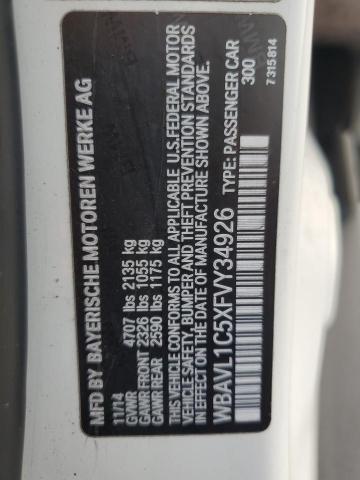 MFD BY BAYERISCHE MOTOREN WERKE AG
11/14
GVWR 4707 lbs 2135 kg
GAWR FRONT 2326 lbs 1055 kg
GAWR REAR 2590 lbs 1175 kg
THIS VEHICLE CONFORMS TO ALL APPLICABLE U.S. FEDERAL MOTOR
VEHICLE SAFETY, BUMPER AND THEFT PREVENTION STANDARDS
IN EFFECT ON THE DATE OF MANUFACTURE SHOWN ABOVE.
WBAVL1C5XFVY34926 TYPE: PASSENGER CAR
300
7 315 814